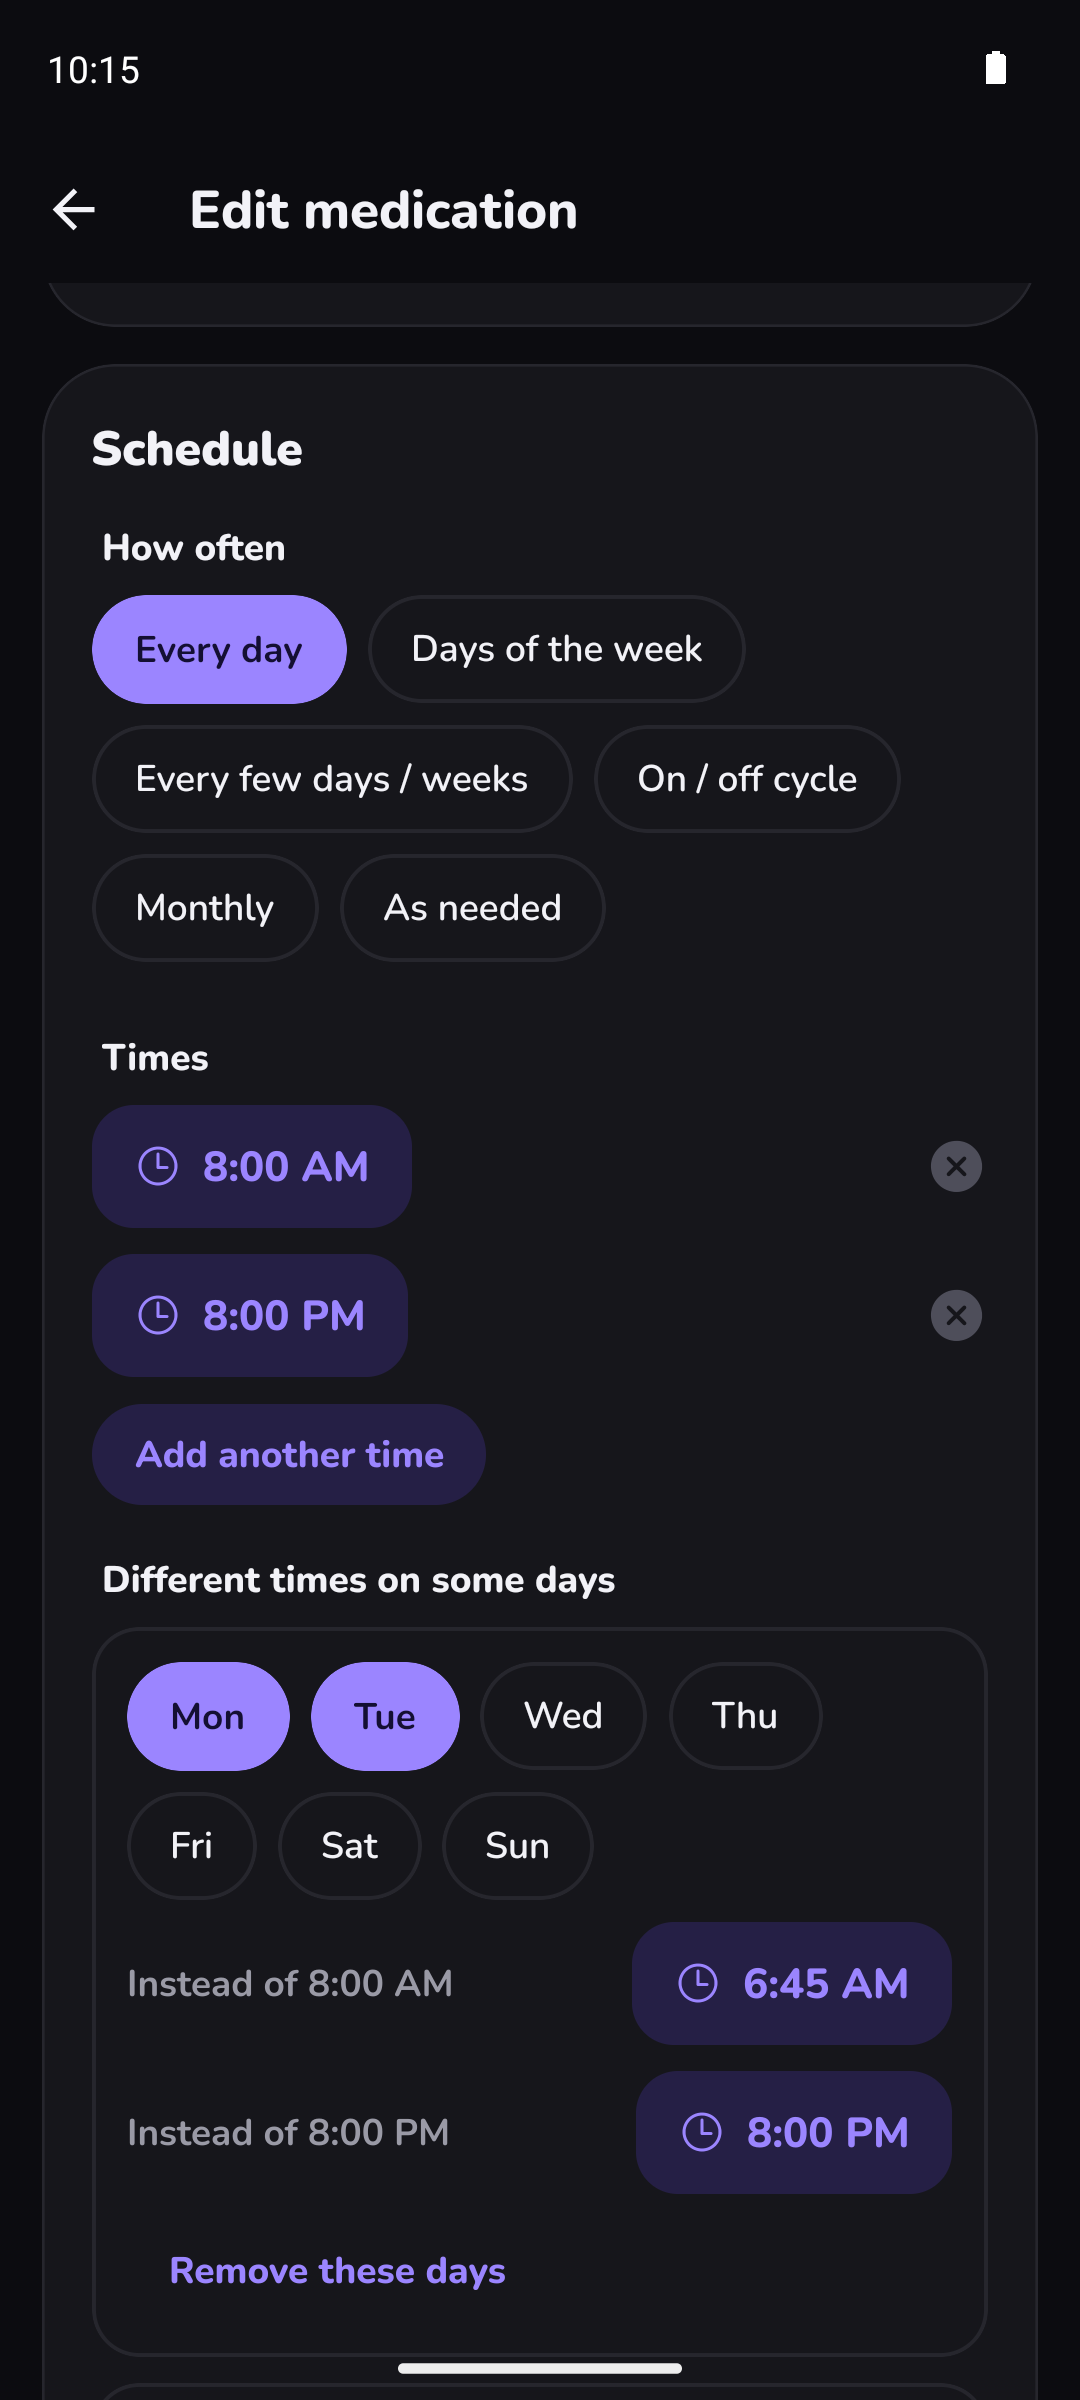 10:15
Edit medication
Schedule
How often
Every day
Days of the week
Every few days / weeks
On / off cycle
Monthly
As needed
Times
8:00 AM
8:00 PM
Add another time
Different times on some days
Mon
Tue
Wed
Thu
Fri
Sat
Sun
Instead of 8:00 AM
6:45 AM
Instead of 8:00 PM
8:00 PM
Remove these days